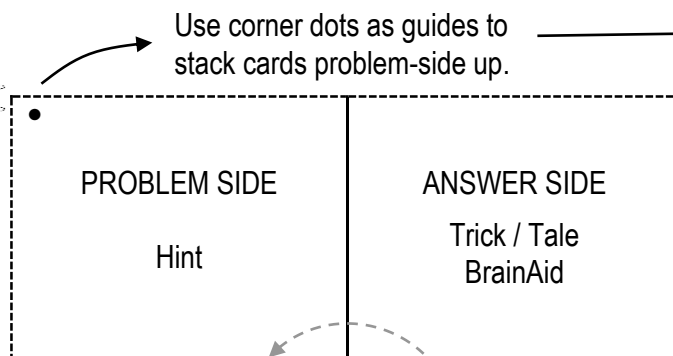 Use corner dots as guides to
stack cards problem-side up.
PROBLEM SIDE
Hint
ANSWER SIDE
Trick / Tale
BrainAid